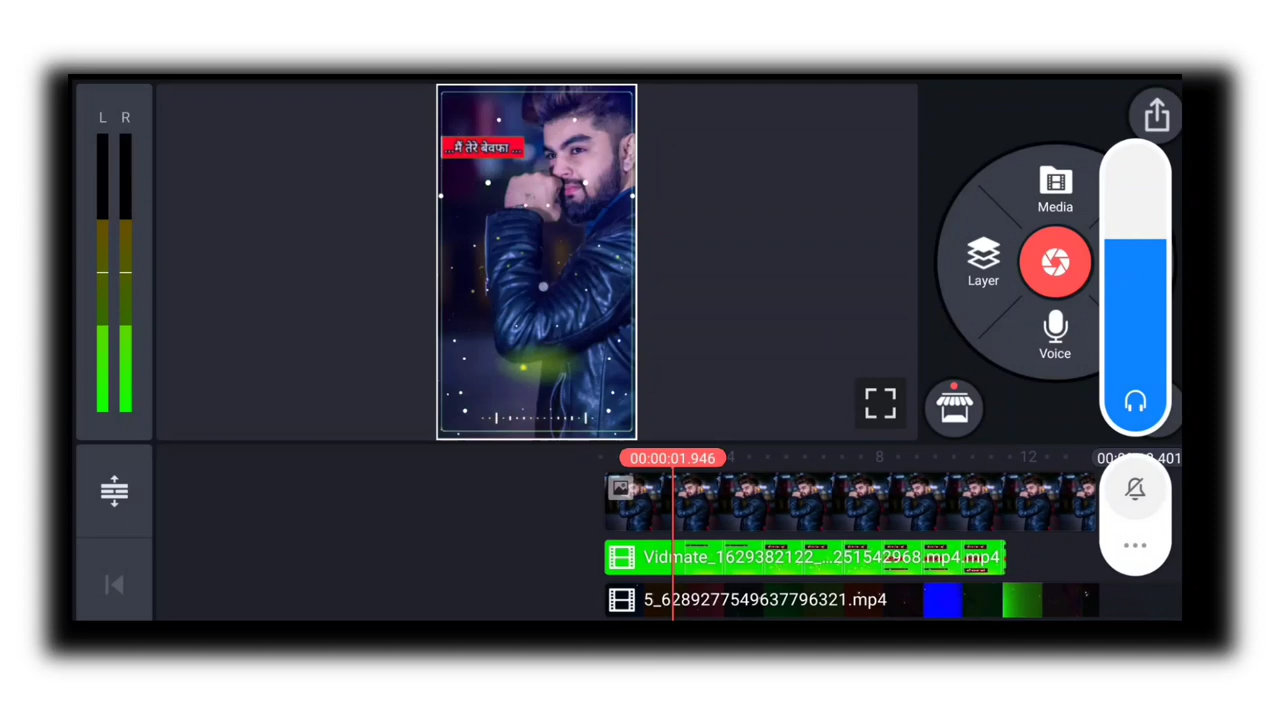 L R
...मैं तेरे बेवफा ...
Media
Layer
Voice
00:00:01.946
4
8
12
Vidmate_1629382122_...251542968.mp4.mp4
5_6289277549637796321.mp4